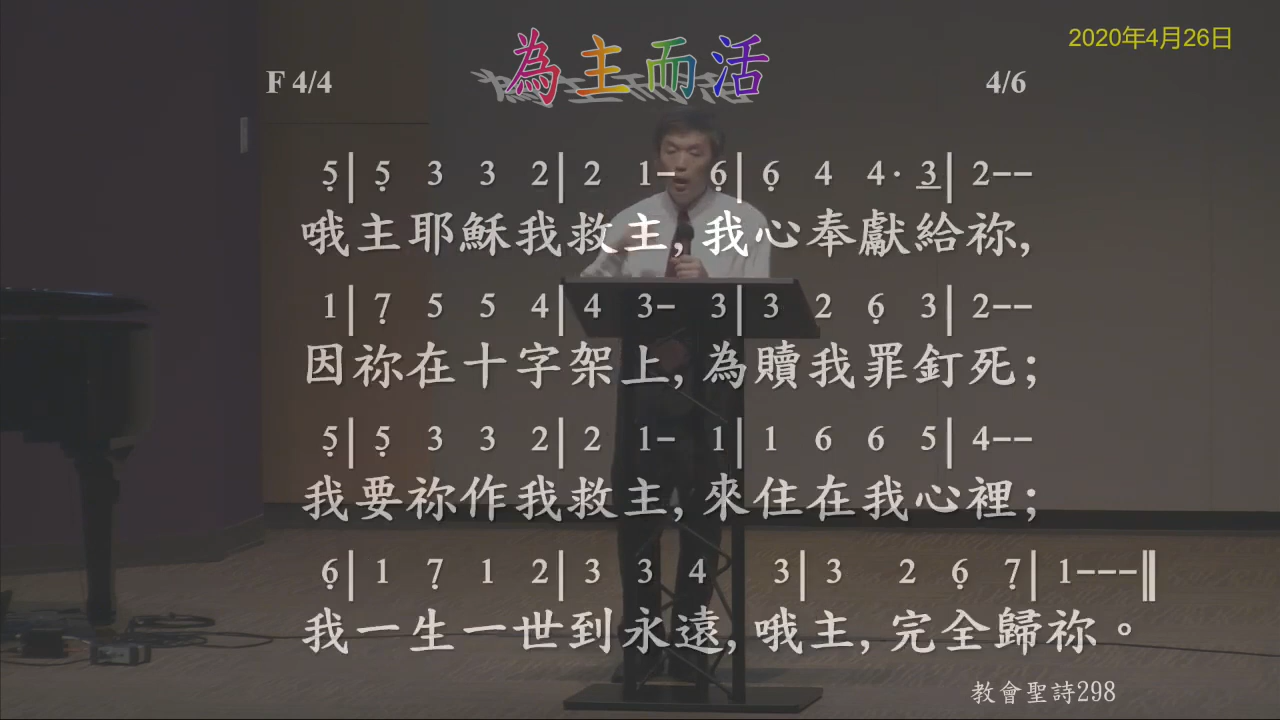 為主而活
2020年4月26日
F 4/4
4/6
5̣| 5̣ 3 3 2| 2 1- 6̣| 6̣ 4 4· 3̲| 2--
哦主耶穌我救主,我心奉獻給祢,
1| 7̣ 5 5 4| 4 3- 3| 3 2 6̣ 3| 2--
因祢在十字架上,為贖我罪釘死;
5̣| 5̣ 3 3 2| 2 1- 1| 1 6 6 5| 4--
我要祢作我救主,來住在我心裡;
6̣| 1 7̣ 1 2| 3 3 4 3| 3 2 6̣ 7̣| 1---‖
我一生一世到永遠,哦主,完全歸祢。
教會聖詩298